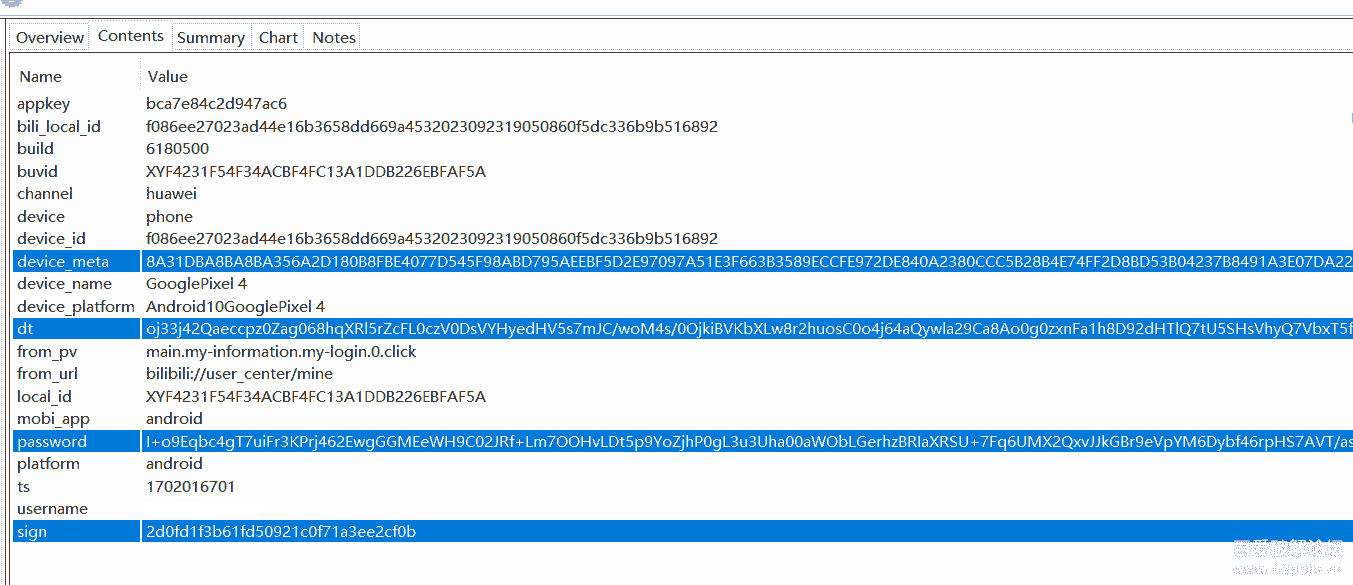 Overview Contents Summary Chart Notes
Name Value
appkey bca7e84c2d947ac6
bili_local_id f086ee27023ad44e16b3658dd669a4532023092319050860f5dc336b9b516892
build 6180500
buvid XYF4231F54F34ACBF4FC13A1DDB226EBFAF5A
channel huawei
device phone
device_id f086ee27023ad44e16b3658dd669a4532023092319050860f5dc336b9b516892
device_meta 8A31DBA8BA8BA356A2D180B8FBE4077D545F98ABD795AEEBF5D2E97097A51E3F663B3589ECCFE972DE840A2380CCC5B28B4E74FF2D8BD53B04237B8491A3E07DA22
device_name GooglePixel 4
device_platform Android10GooglePixel 4
dt oj33j42Qaeccpz0Zag068hqXRl5rZcFL0czV0DsVYHyedHV5s7mJC/woM4s/0OjkiBVKbXLw8r2huosC0o4j64aQywla29Ca8Ao0g0zxnFa1h8D92dHTlQ7tU5SHsVhyQ7VbxT5f
from_pv main.my-information.my-login.0.click
from_url bilibili://user_center/mine
local_id XYF4231F54F34ACBF4FC13A1DDB226EBFAF5A
mobi_app android
password I+o9Eqbc4gT7uiFr3KPrj462EwgGGMEeWH9C02JRf+Lm7OOHvLDt5p9YoZjhP0gL3u3Uha00aWObLGerhzBRIaXRSU+7Fq6UMX2QxvJJkGBr9eVpYM6Dybf46rpHS7AVT/as
platform android
ts 1702016701
username
sign 2d0fd1f3b61fd50921c0f71a3ee2cf0b